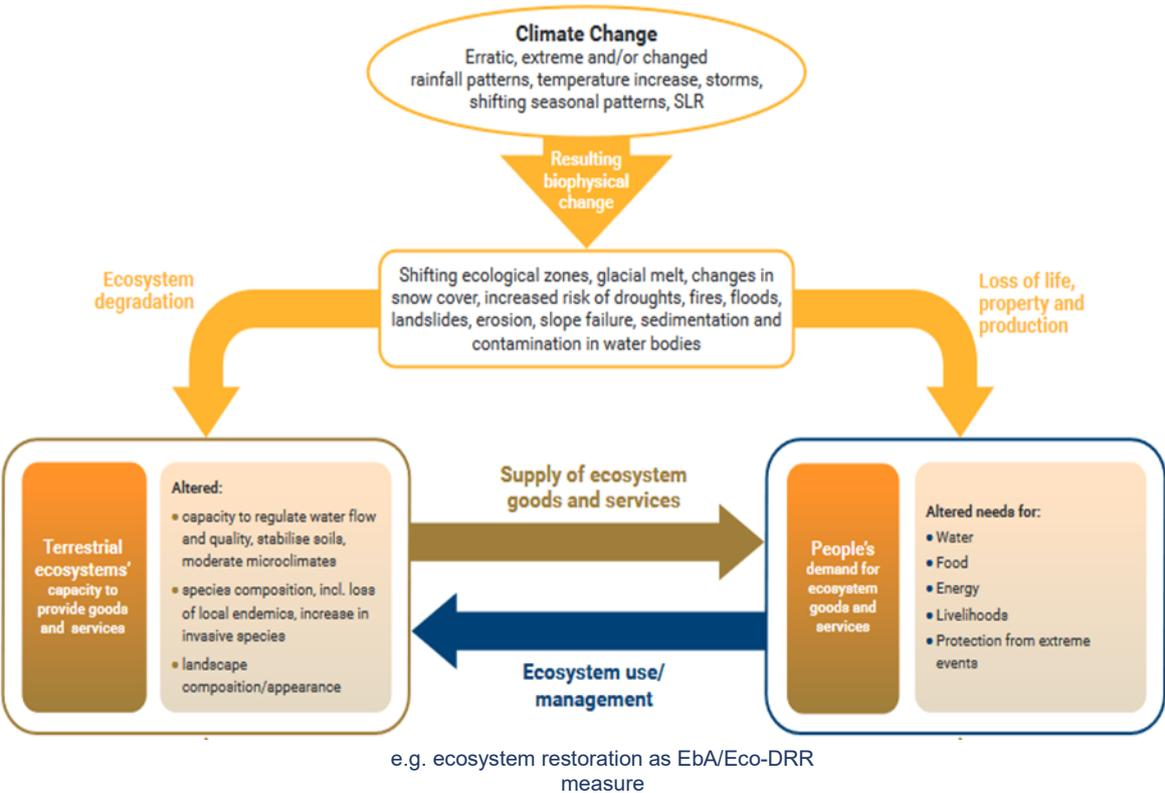 Climate Change
Erratic, extreme and/or changed
rainfall patterns, temperature increase, storms,
shifting seasonal patterns, SLR
Resulting
biophysical
change
Ecosystem
degradation
Shifting ecological zones, glacial melt, changes in
snow cover, increased risk of droughts, fires, floods,
landslides, erosion, slope failure, sedimentation and
contamination in water bodies
Loss of life,
property and
production
Terrestrial
ecosystems’
capacity to
provide goods
and services
Altered:
• capacity to regulate water flow
and quality, stabilise soils,
moderate microclimates
• species composition, incl. loss
of local endemics, increase in
invasive species
• landscape
composition/appearance
Supply of ecosystem
goods and services
Ecosystem use/
management
People’s
demand for
ecosystem
goods and
services
Altered needs for:
• Water
• Food
• Energy
• Livelihoods
• Protection from extreme
events
e.g. ecosystem restoration as EbA/Eco-DRR
measure